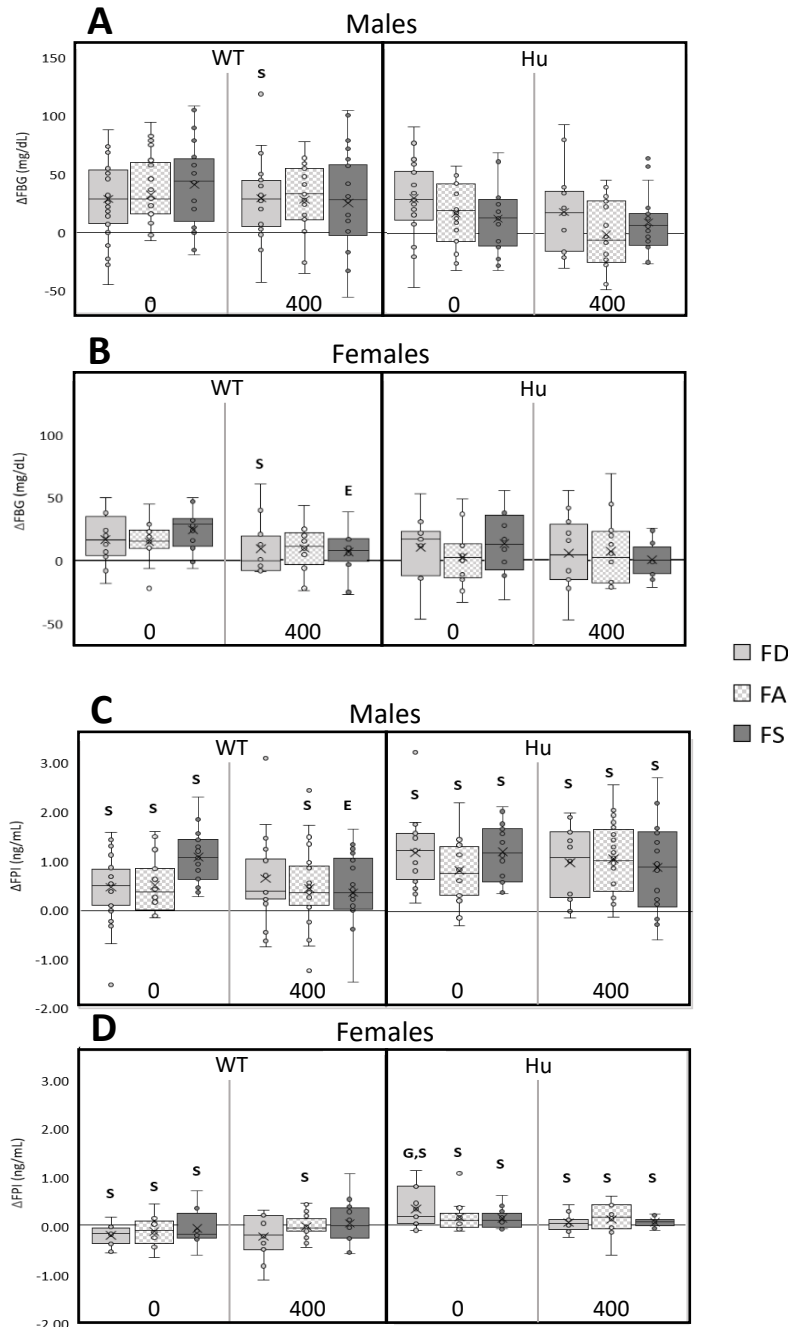 A Males
WT Hu
150
S
100
ΔFBG (mg/dL)
50
0
-50
0 400 0 400
B Females
WT Hu
100
S E
ΔFBG (mg/dL)
50
0
-50
0 400 0 400
FD
FA
FS
C Males
WT Hu
3.00
S S S S E S S S S S S
2.00
ΔFPI (ng/mL)
1.00
0.00
-1.00
-2.00
0 400 0 400
D Females
WT Hu
3.00
2.00
ΔFPI (ng/mL)
1.00
S S S S G,S S S S S S
0.00
-1.00
-2.00
0 400 0 400